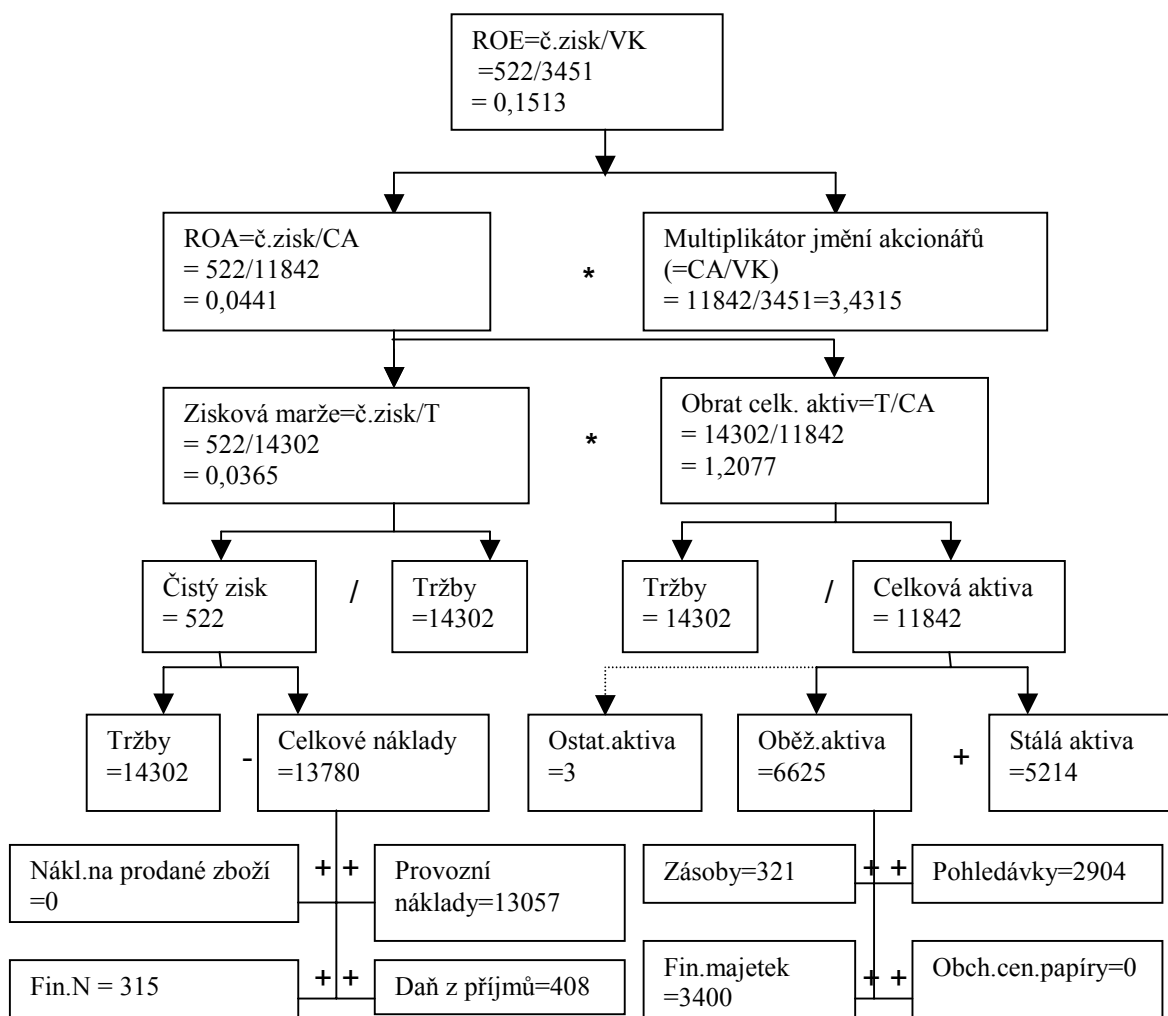 ROE=č.zisk/VK
=522/3451
= 0,1513
ROA=č.zisk/CA
= 522/11842
= 0,0441
*
Multiplikátor jmění akcionářů
(=CA/VK)
= 11842/3451=3,4315
Zisková marže=č.zisk/T
= 522/14302
= 0,0365
*
Obrat celk. aktiv=T/CA
= 14302/11842
= 1,2077
Čistý zisk
= 522
/
Tržby
=14302
Tržby
= 14302
/
Celková aktiva
= 11842
Tržby
=14302
-
Celkové náklady
=13780
Ostat.aktiva
=3
Oběž.aktiva
=6625
+
Stálá aktiva
=5214
Nákl.na prodané zboží
=0
+ +
Provozní
náklady=13057
Zásoby=321
+ +
Pohledávky=2904
Fin.N = 315
+ +
Daň z příjmů=408
Fin.majetek
=3400
+ +
Obch.cen.papíry=0